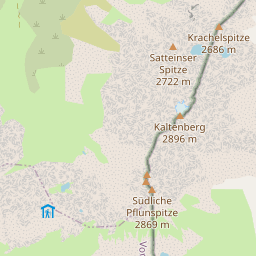 Krachelspitze
2686 m
Satteinser
Spitze
2722 m
Kaltenberg
2896 m
Südliche
Pflunspitze
2869 m